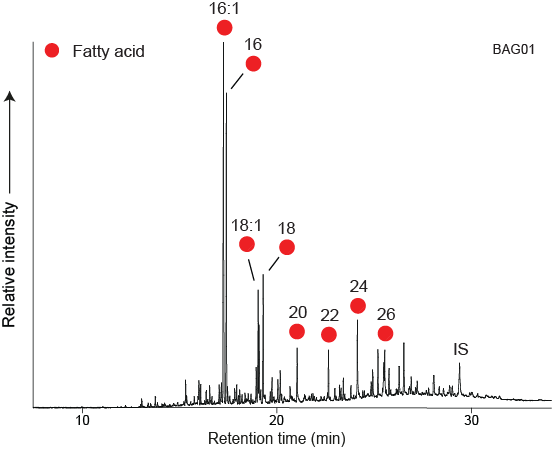 16:1
16
Fatty acid
BAG01
18:1
18
24
20
22
26
IS
Relative intensity
10
20
30
Retention time (min)